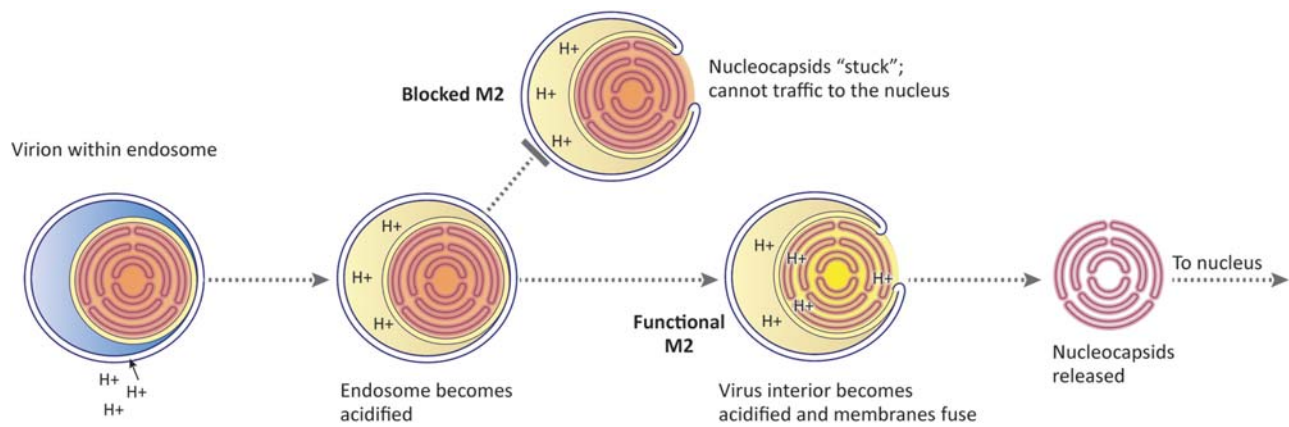 H+
Nucleocapsids “stuck”;
cannot traffic to the nucleus
Blocked M2
H+
H+
Virion within endosome
H+
H+
H+
H+
H+
H+
H+
H+
H+
To nucleus
Functional
M2
H+
H+
H+
Endosome becomes
acidified
Virus interior becomes
acidified and membranes fuse
Nucleocapsids
released